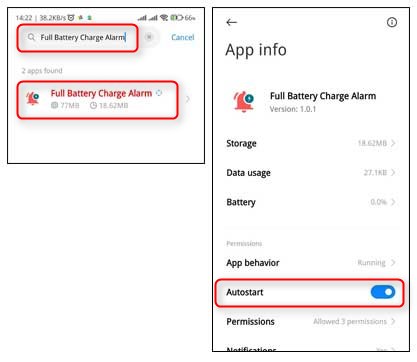 14:22 | 38.2KB/s
66%
Full Battery Charge Alarm
Cancel
2 apps found
Full Battery Charge Alarm
77MB 18.62MB
App info
Full Battery Charge Alarm
Version: 1.0.1
Storage 18.62MB
Data usage 27.1KB
Battery 0.0%
Permissions
App behavior Running
Autostart
Permissions Allowed 3 permissions
Notifications Yes